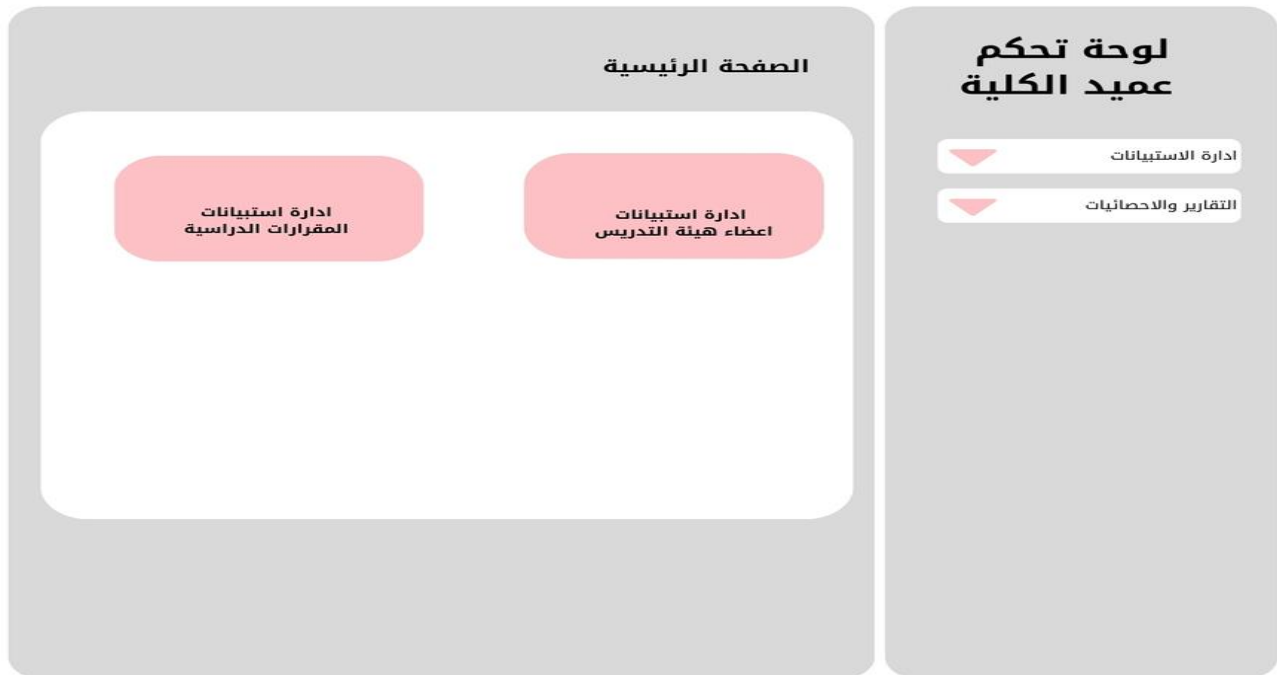 لوحة تحكم
عميد الكلية
ادارة الاستبيانات
التقارير والاحصائيات
الصفحة الرئيسية
ادارة استبيانات
اعضاء هيئة التدريس
ادارة استبيانات
المقرارات الدراسية